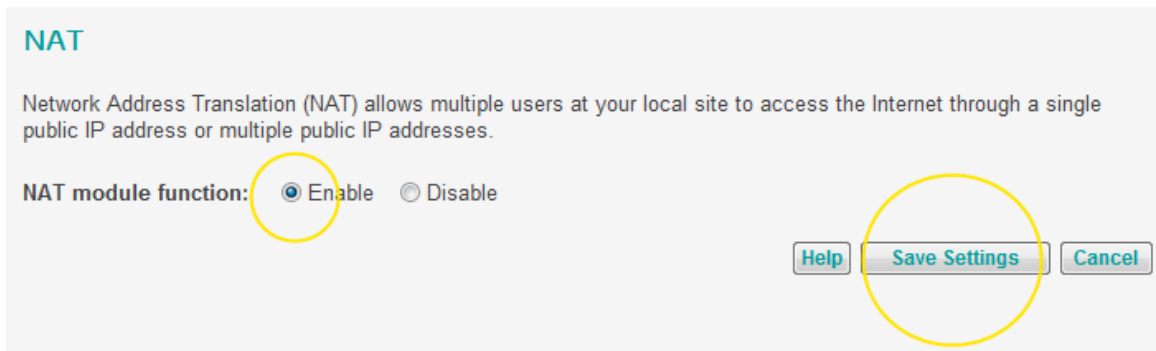 NAT
Network Address Translation (NAT) allows multiple users at your local site to access the Internet through a single
public IP address or multiple public IP addresses.
NAT module function: Enable Disable
Help Save Settings Cancel